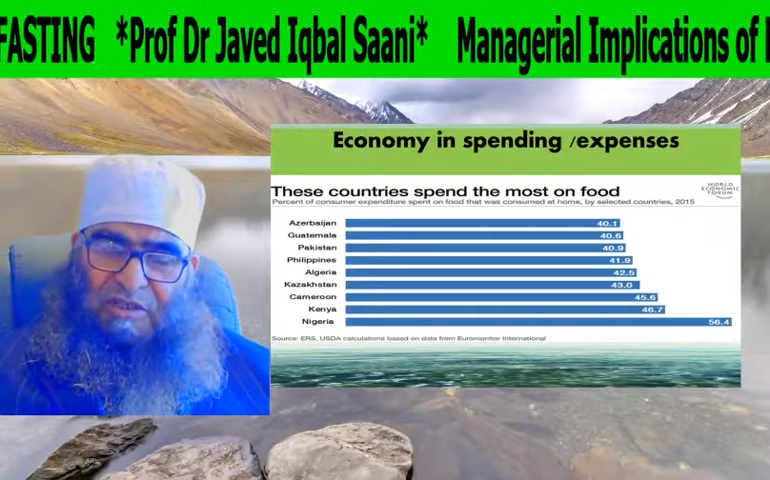 FASTING *Prof Dr Javed Iqbal Saani* Managerial Implications of
Economy in spending /expenses
These countries spend the most on food
WORLD
ECONOMIC
FORUM
Percent of consumer expenditure spent on food that was consumed at home, by selected countries, 2015
Azerbaijan 40.1
Guatemala 40.6
Pakistan 40.9
Philippines 41.9
Algeria 42.5
Kazakhstan 43.0
Cameroon 45.6
Kenya 46.7
Nigeria 56.4
Source: ERS, USDA calculations based on data from Euromonitor International